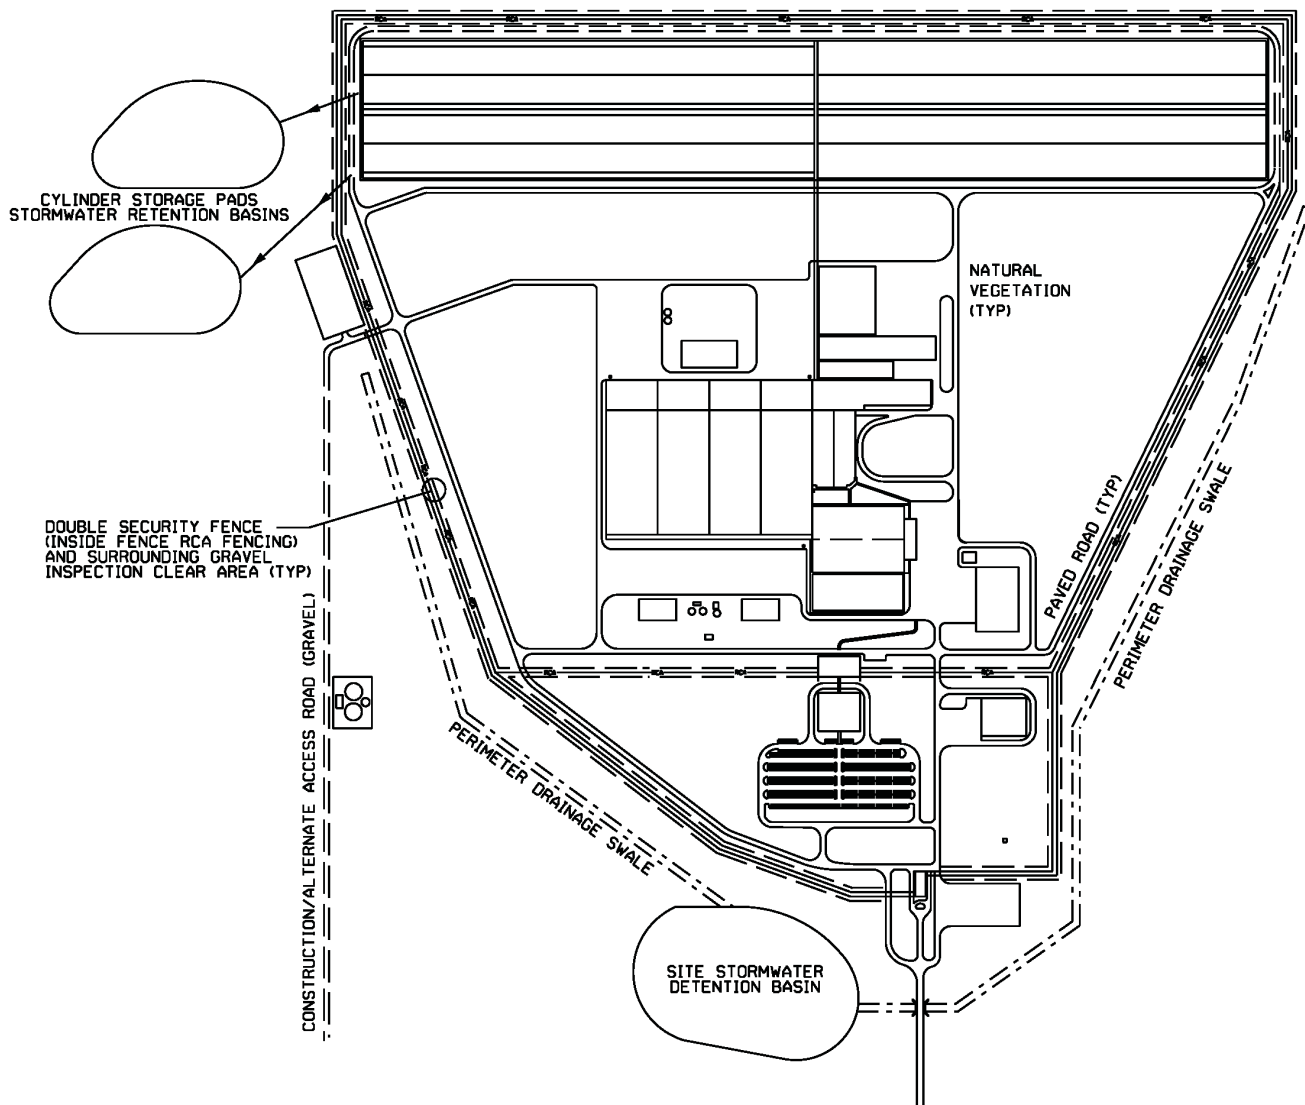 CYLINDER STORAGE PADS
STORMWATER RETENTION BASINS
NATURAL
VEGETATION
(TYP)
DOUBLE SECURITY FENCE
(INSIDE FENCE RCA FENCING)
AND SURROUNDING GRAVEL
INSPECTION CLEAR AREA (TYP)
PAVED ROAD (TYP)
PERIMETER DRAINAGE SWALE
CONSTRUCTION/ALTERNATE ACCESS ROAD (GRAVEL)
PERIMETER DRAINAGE SWALE
SITE STORMWATER
DETENTION BASIN